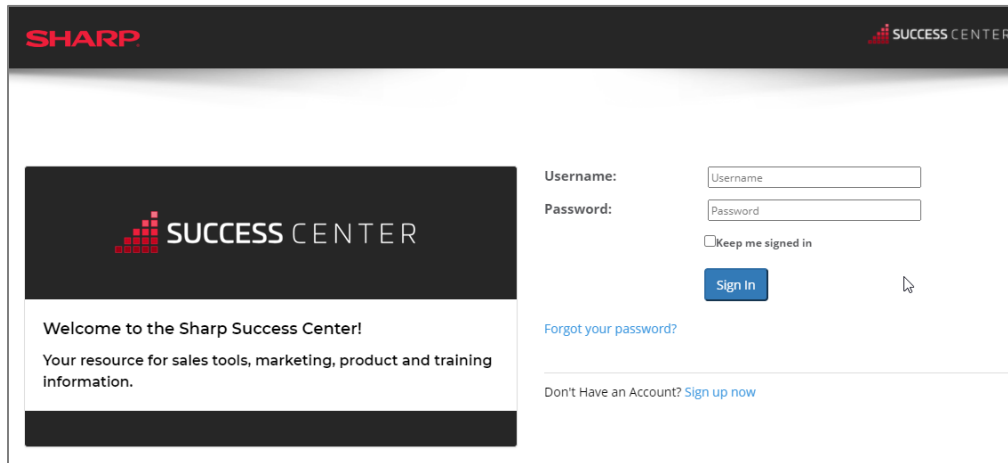 SHARP
SUCCESS CENTER
SUCCESS CENTER
Welcome to the Sharp Success Center!
Your resource for sales tools, marketing, product and training
information.
Username:
Username
Password:
Password
Keep me signed in
Sign In
Forgot your password?
Don't Have an Account? Sign up now